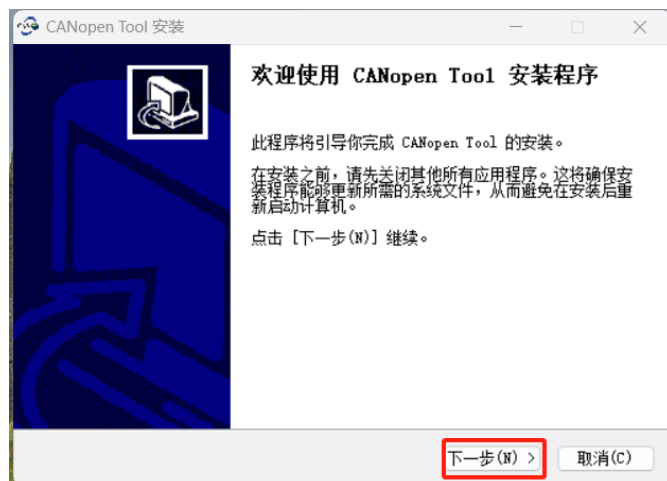 CANopen Tool 安装
欢迎使用 CANopen Tool 安装程序
此程序将引导你完成 CANopen Tool 的安装。
在安装之前，请先关闭其他所有应用程序。这将确保安
装程序能够更新所需的系统文件，从而避免在安装后重
新启动计算机。
点击 [下一步(N)] 继续。
下一步(N) >
取消(C)